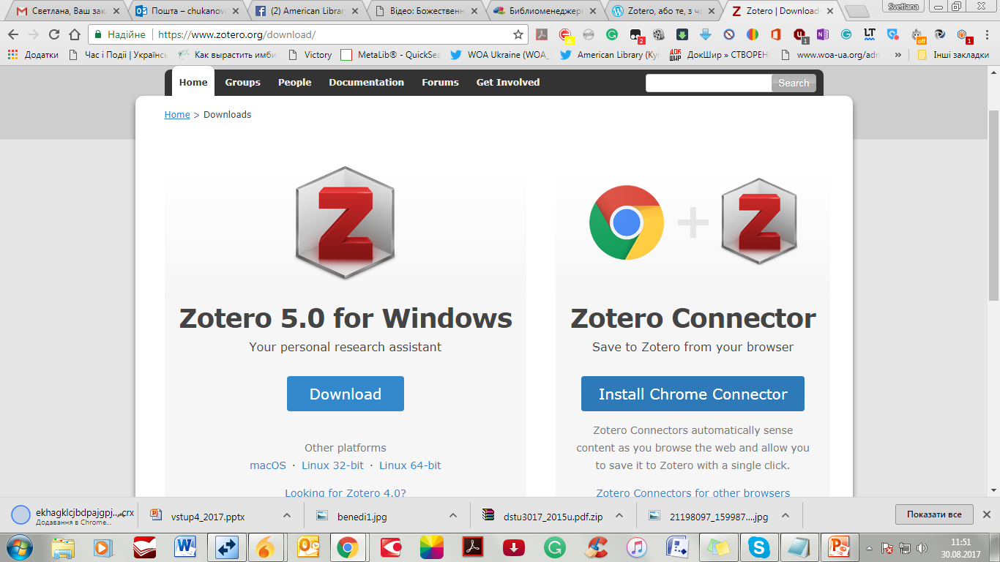 Светлана, Ваш зак
Пошта – chukanova
(2) American Library
Відео: Божественн
Библиоменеджер
Zotero, або те, з чо
Zotero | Downloads
Svetlana
Надійне
https://www.zotero.org/download/
Додатки
Час і Події | Українсь
Как вырастить имби
Victory
MetaLib® - QuickSea
WOA Ukraine (WOA_
American Library (Kyi
ДокШир » СТВОРЕН
www.woa-ua.org/adm
»
Інші закладки
Home
Groups
People
Documentation
Forums
Get Involved
Search
Home > Downloads
Z
Z
Zotero 5.0 for Windows
Your personal research assistant
Download
Other platforms
macOS · Linux 32-bit · Linux 64-bit
Looking for Zotero 4.0?
Zotero Connector
Save to Zotero from your browser
Install Chrome Connector
Zotero Connectors automatically sense
content as you browse the web and allow you
to save it to Zotero with a single click.
Zotero Connectors for other browsers
ekhagklcjbdpajgpj....crx
Додавання в Chrome...
vstup4_2017.pptx
benedi1.jpg
dstu3017_2015u.pdf.zip
21198097_159987....jpg
Показати все
11:51
30.08.2017